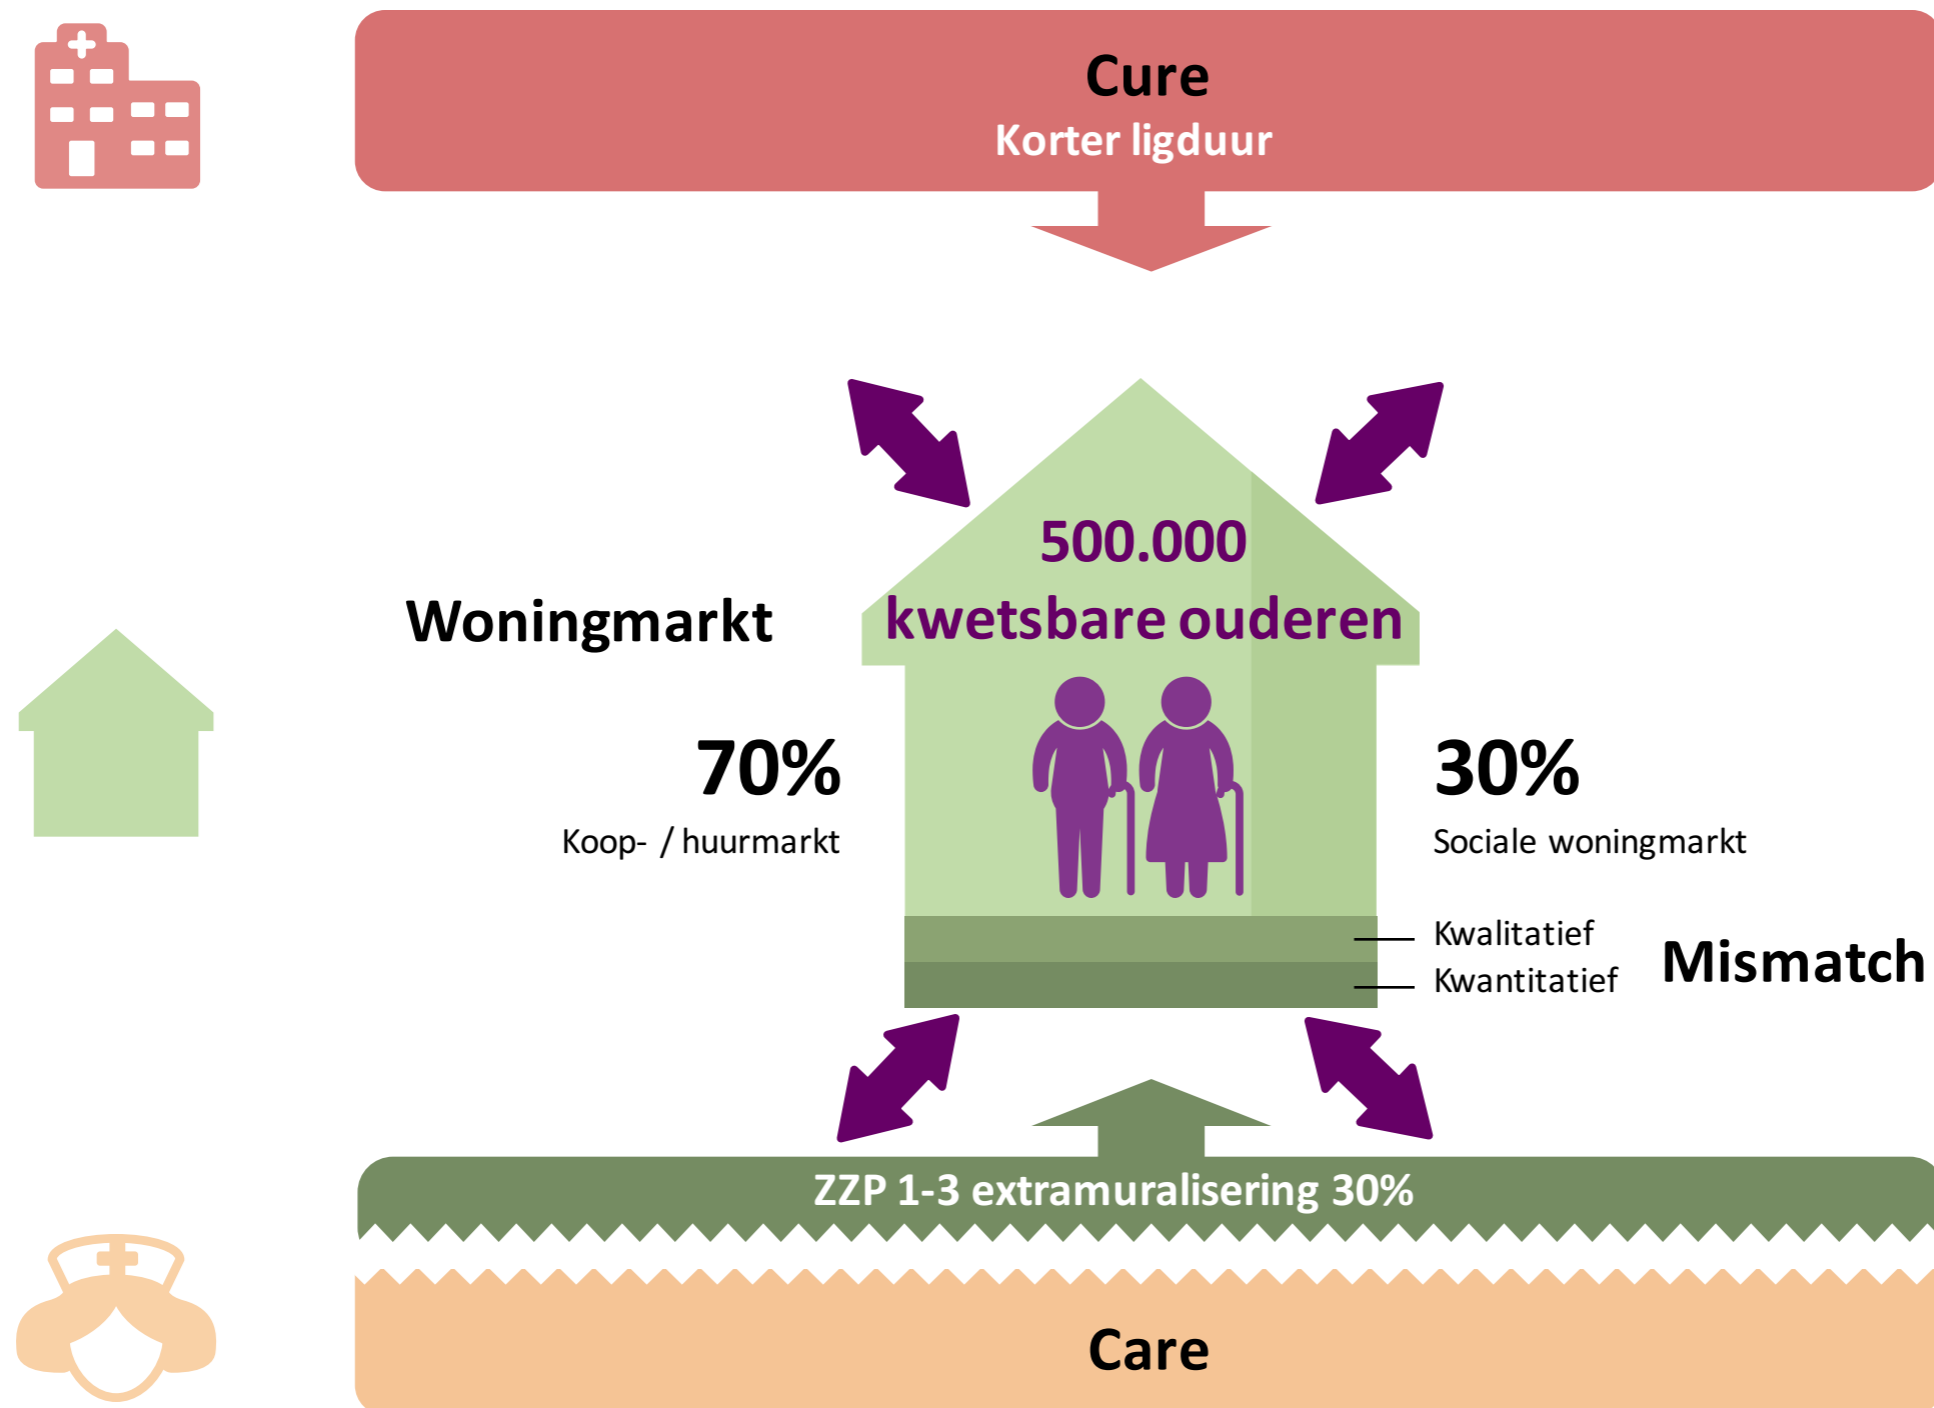 Cure
Korter ligduur
500.000
kwetsbare ouderen
Woningmarkt
70%
Koop- / huurmarkt
30%
Sociale woningmarkt
Kwalitatief
Kwantitatief
Mismatch
ZZP 1-3 extramuralisering 30%
Care